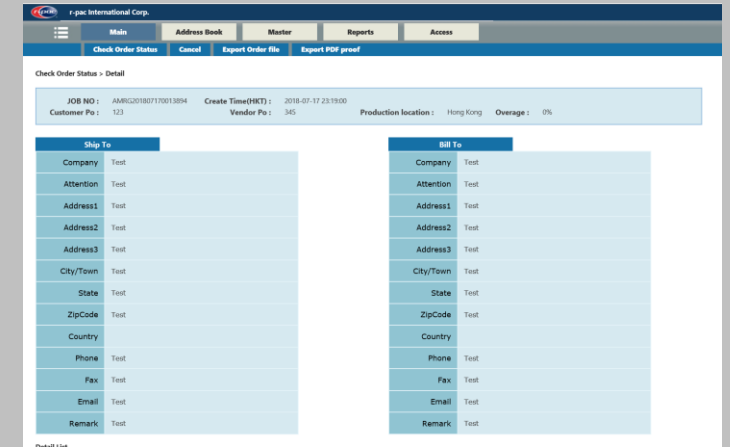 r-pac r-pac International Corp.
Main Address Book Master Reports Access
Check Order Status Cancel Export Order file Export PDF proof
Check Order Status > Detail
JOB NO : AMRG201807170013894 Create Time(HKT) : 2018-07-17 23:19:00
Customer Po : 123 Vendor Po : 345 Production location : Hong Kong Overage : 0%
Ship To Bill To
Company Test Company Test
Attention Test Attention Test
Address1 Test Address1 Test
Address2 Test Address2 Test
Address3 Test Address3 Test
City/Town Test City/Town Test
State Test State Test
ZipCode Test ZipCode Test
Country Country
Phone Test Phone Test
Fax Test Fax Test
Email Test Email Test
Remark Test Remark Test
Detail List